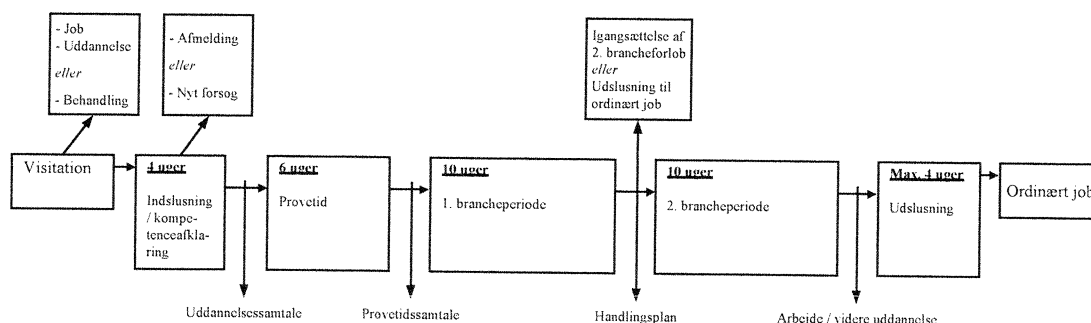 - Job
- Uddannelse
eller
- Behandling
- Afmelding
eller
- Nyt forsøg
Igangsættelse af
2. brancheforløb
eller
Udslusning til
ordinært job
Visitation
4 uger
Indslusning
/ kompe-
tenceafkla-
ring
6 uger
Prøvetid
10 uger
1. brancheperiode
10 uger
2. brancheperiode
Max. 4 uger
Udslusning
Ordinært job
Uddannelsessamtale
Prøvetidssamtale
Handlingsplan
Arbejde / videre uddannelse